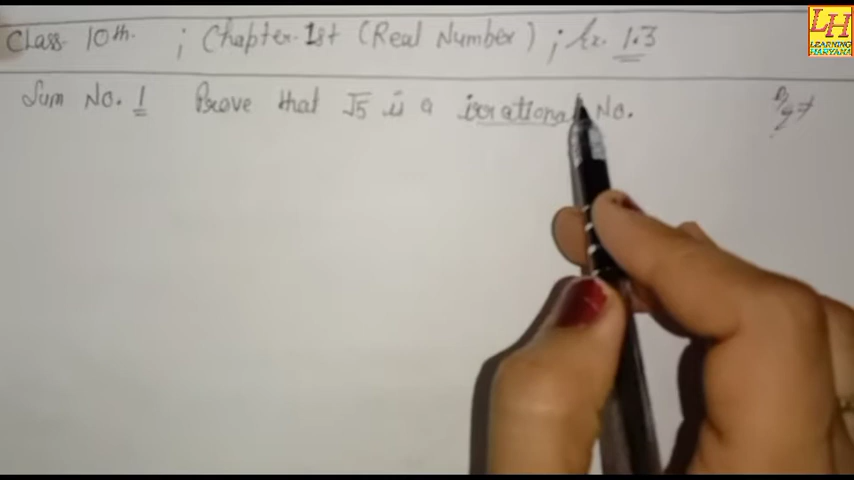 Class 10th. ; Chapter.1st (Real Number) ; Ex. 1.3
Sum No. 1 Prove that √5 is a irrational No.
LH
LEARNING
HARYANA